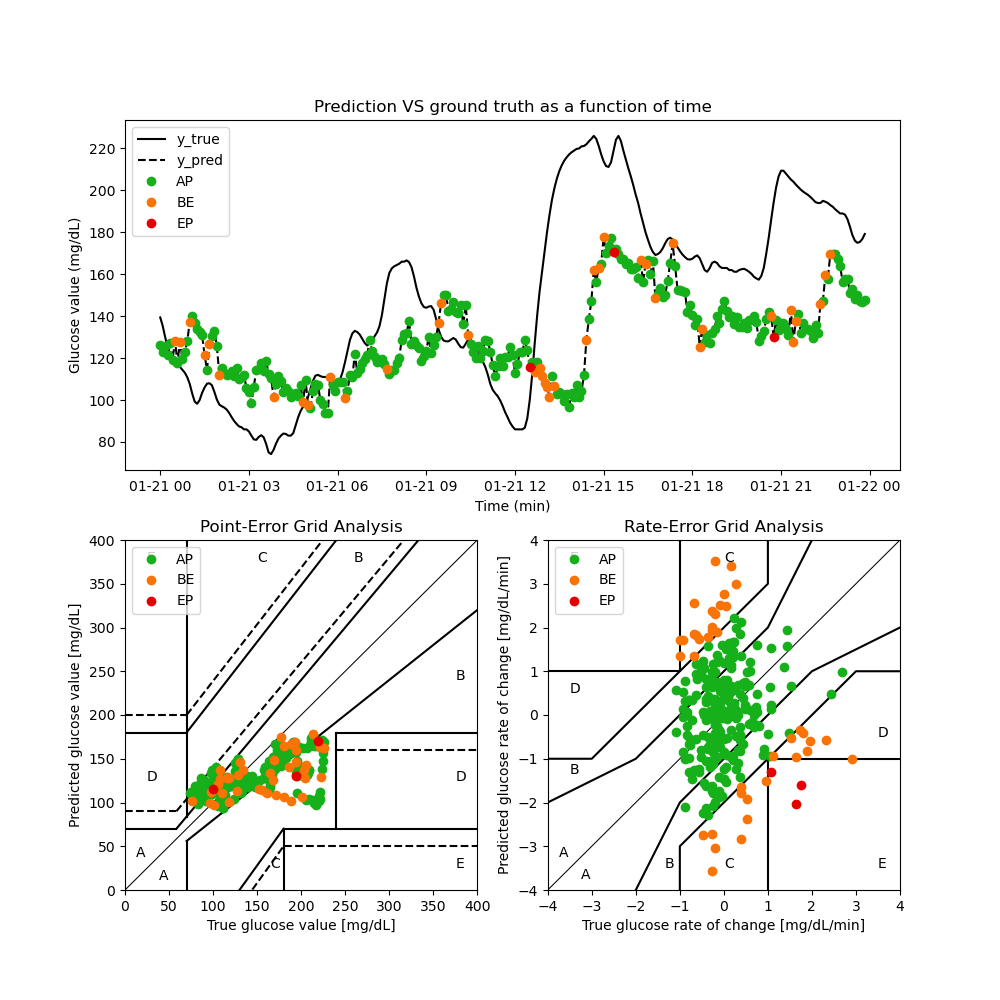 Prediction VS ground truth as a function of time
Glucose value (mg/dL)
220
200
180
160
140
120
100
80
y_true
y_pred
AP
BE
EP
01-21 00 01-21 03 01-21 06 01-21 09 01-21 12 01-21 15 01-21 18 01-21 21 01-22 00
Time (min)
Point-Error Grid Analysis
Predicted glucose value [mg/dL]
400
350
300
250
200
150
100
50
0
AP
BE
EP
C B
B
D D
A
A
C E
0 50 100 150 200 250 300 350 400
True glucose value [mg/dL]
Rate-Error Grid Analysis
Predicted glucose rate of change [mg/dL/min]
4
3
2
1
0
−1
−2
−3
−4
AP
BE
EP
C
D
D
B
A
A
B C E
−4 −3 −2 −1 0 1 2 3 4
True glucose rate of change [mg/dL/min]